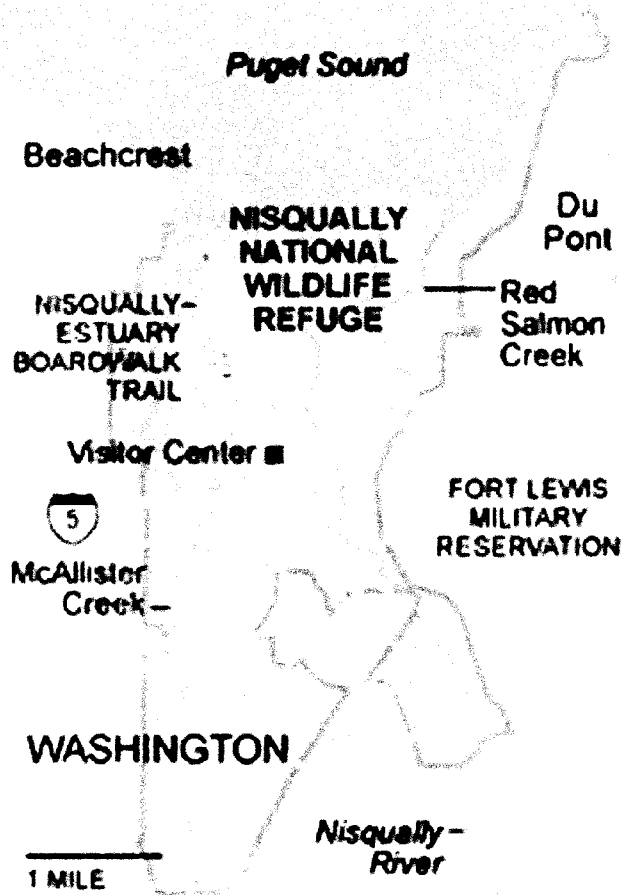 Puget Sound
Beachcrest
NISQUALLY
NATIONAL
WILDLIFE
REFUGE
Du
Pont
NISQUALLY-
ESTUARY
BOARDWALK
TRAIL
Red
Salmon
Creek
Visitor Center
5
FORT LEWIS
MILITARY
RESERVATION
McAllister
Creek
WASHINGTON
Nisqually
River
1 MILE